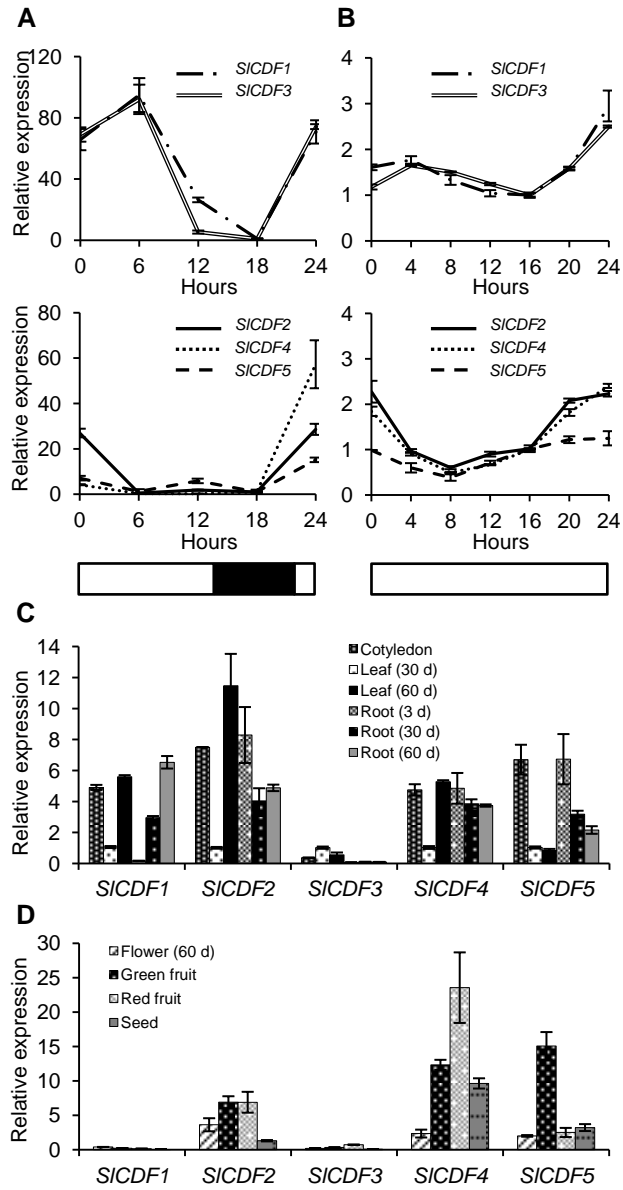 A
B
Relative expression
120
80
40
0
SlCDF1
SlCDF3
0 6 12 18 24
Hours
4
3
2
1
0
SlCDF1
SlCDF3
0 4 8 12 16 20 24
Hours
Relative expression
80
60
40
20
0
SlCDF2
SlCDF4
SlCDF5
0 6 12 18 24
Hours
4
3
2
1
0
SlCDF2
SlCDF4
SlCDF5
0 4 8 12 16 20 24
Hours
C
Relative expression
14
12
10
8
6
4
2
0
Cotyledon
Leaf (30 d)
Leaf (60 d)
Root (3 d)
Root (30 d)
Root (60 d)
SlCDF1 SlCDF2 SlCDF3 SlCDF4 SlCDF5
D
Relative expression
30
25
20
15
10
5
0
Flower (60 d)
Green fruit
Red fruit
Seed
SlCDF1 SlCDF2 SlCDF3 SlCDF4 SlCDF5